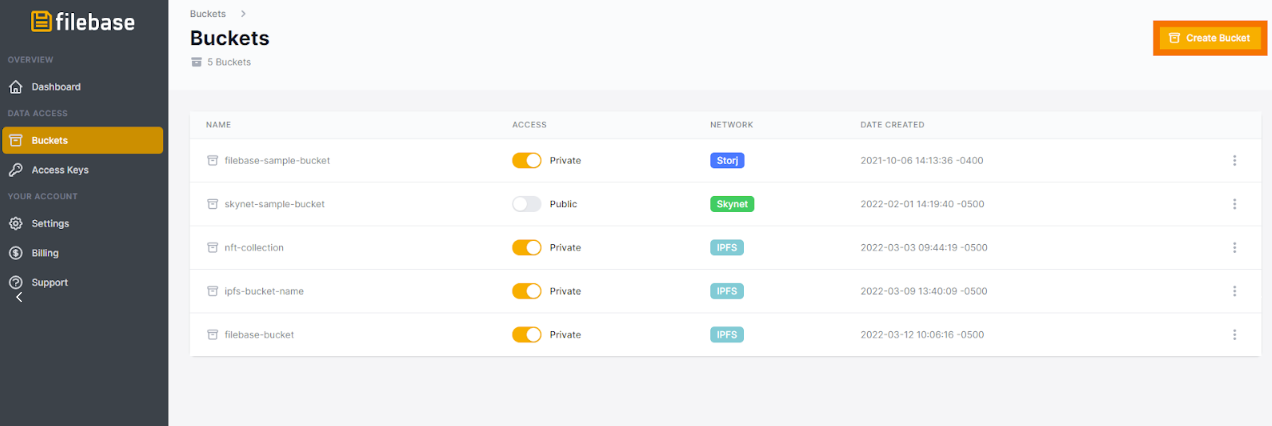 filebase
OVERVIEW
Dashboard
DATA ACCESS
Buckets
Access Keys
YOUR ACCOUNT
Settings
Billing
Support
Buckets
Buckets
5 Buckets
Create Bucket
NAME ACCESS NETWORK DATE CREATED
filebase-sample-bucket Private Storj 2021-10-06 14:13:36 -0400
skynet-sample-bucket Public Skynet 2022-02-01 14:19:40 -0500
nft-collection Private IPFS 2022-03-03 09:44:19 -0500
ipfs-bucket-name Private IPFS 2022-03-09 13:40:09 -0500
filebase-bucket Private IPFS 2022-03-12 10:06:16 -0500